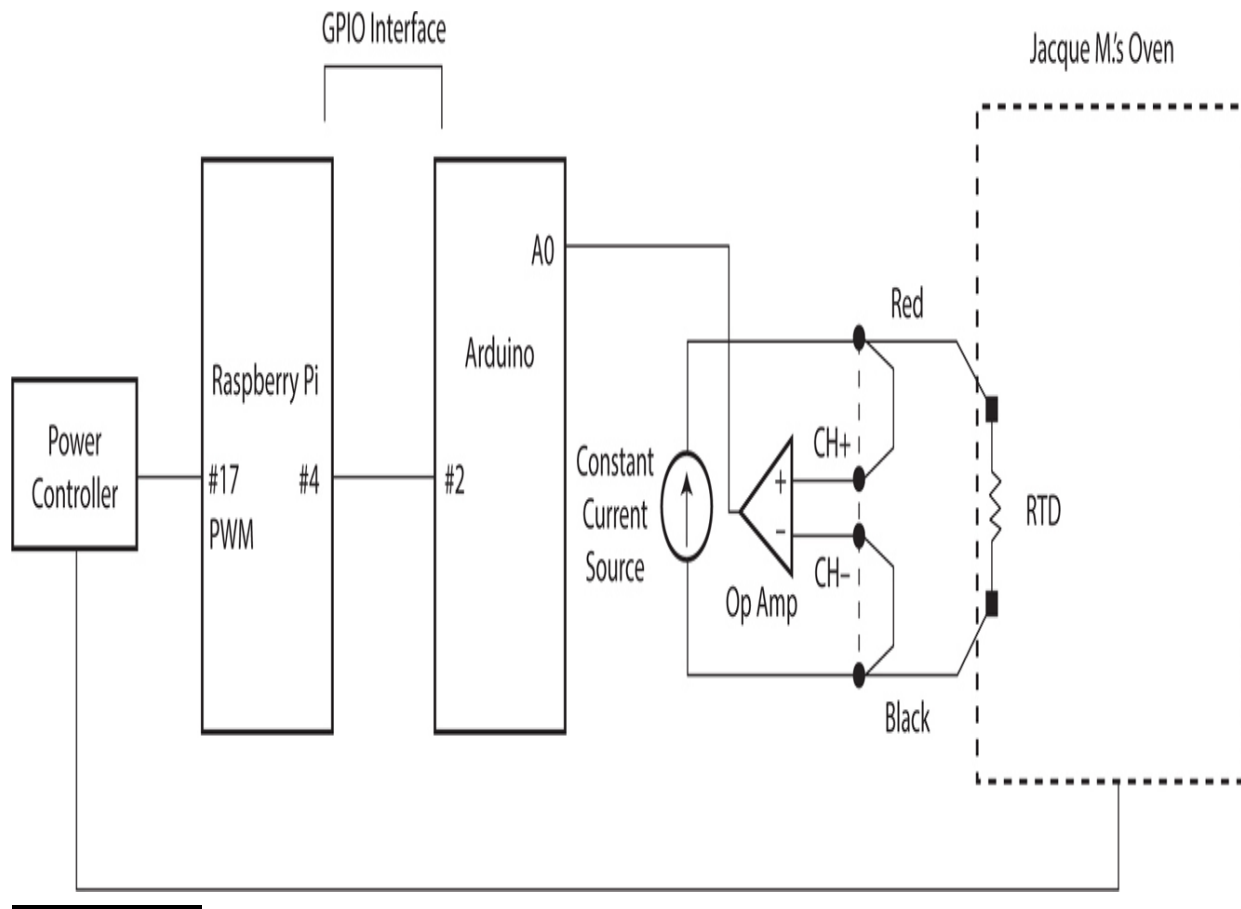 GPIO Interface
Jacque M.'s Oven
A0
Red
Arduino
Raspberry Pi
Power
Controller
#17
PWM
#4
#2
Constant
Current
Source
CH+
+
−
CH−
Op Amp
RTD
Black